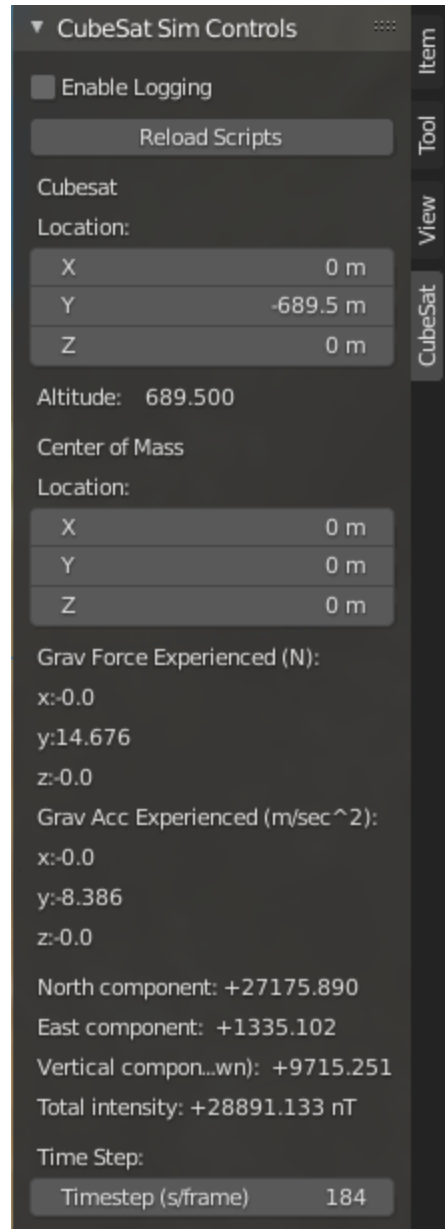 CubeSat Sim Controls
Enable Logging
Reload Scripts
Cubesat
Location:
X 0 m
Y -689.5 m
Z 0 m
Altitude: 689.500
Center of Mass
Location:
X 0 m
Y 0 m
Z 0 m
Grav Force Experienced (N):
x:-0.0
y:14.676
z:-0.0
Grav Acc Experienced (m/sec^2):
x:-0.0
y:-8.386
z:-0.0
North component: +27175.890
East component: +1335.102
Vertical compon...wn): +9715.251
Total intensity: +28891.133 nT
Time Step:
Timestep (s/frame) 184
Item
Tool
View
CubeSat